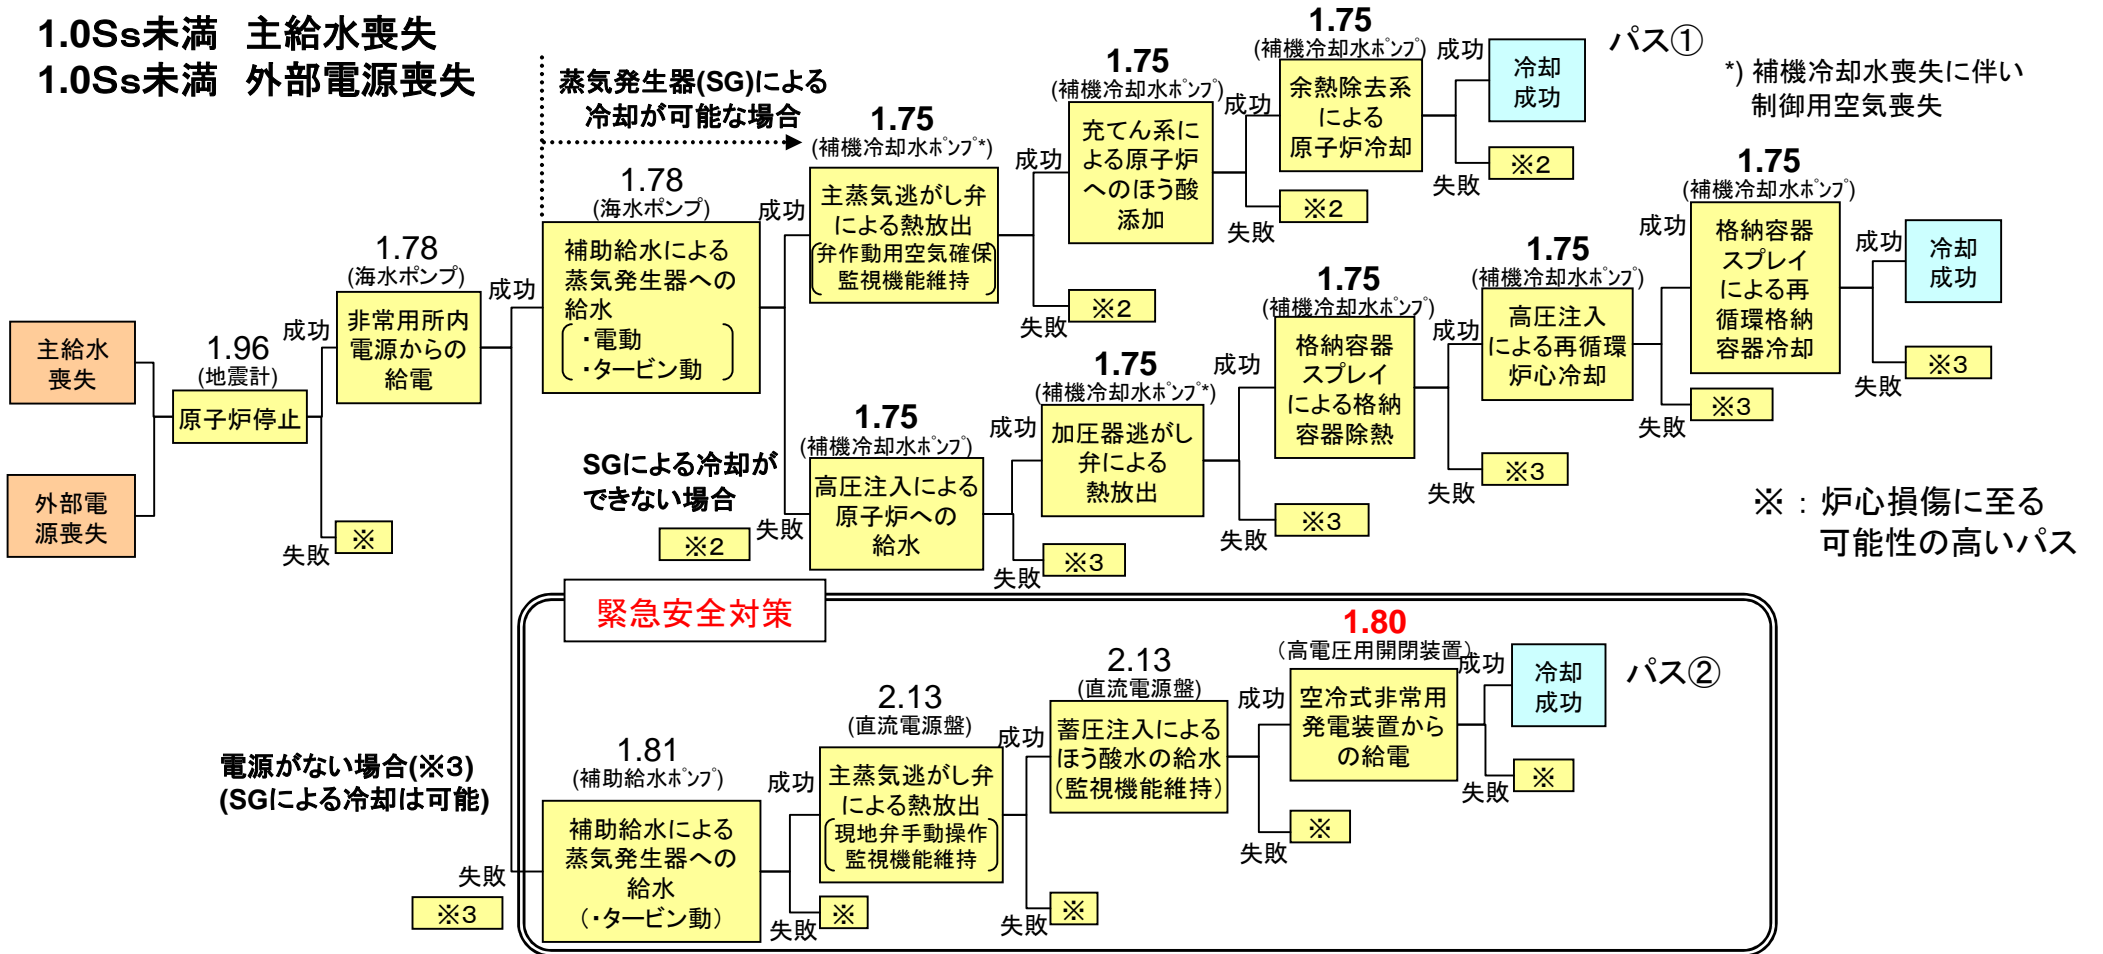 1.0Ss未満 主給水喪失
1.0Ss未満 外部電源喪失
蒸気発生器(SG)による
冷却が可能な場合
主給水
喪失
外部電
源喪失
1.96
(地震計)
原子炉停止
成功
失敗
※
1.78
(海水ポンプ)
非常用所内
電源からの
給電
成功
1.78
(海水ポンプ)
補助給水による
蒸気発生器への
給水
・電動
・タービン動
成功
1.75
(補機冷却水ﾎﾟﾝﾌﾟ*)
主蒸気逃がし弁
による熱放出
弁作動用空気確保
監視機能維持
成功
失敗
※2
1.75
(補機冷却水ﾎﾟﾝﾌﾟ)
充てん系に
よる原子炉
へのほう酸
添加
成功
失敗
※2
1.75
(補機冷却水ﾎﾟﾝﾌﾟ)
余熱除去系
による
原子炉冷却
成功
失敗
※2
冷却
成功
パス①
*) 補機冷却水喪失に伴い
制御用空気喪失
SGによる冷却が
できない場合
※2
失敗
1.75
(補機冷却水ﾎﾟﾝﾌﾟ)
高圧注入による
原子炉への
給水
成功
失敗
※3
1.75
(補機冷却水ﾎﾟﾝﾌﾟ*)
加圧器逃がし
弁による
熱放出
成功
失敗
※3
1.75
(補機冷却水ﾎﾟﾝﾌﾟ)
格納容器
スプレイ
による格納
容器除熱
成功
失敗
※3
1.75
(補機冷却水ﾎﾟﾝﾌﾟ)
高圧注入
による再循環
炉心冷却
成功
失敗
※3
1.75
(補機冷却水ﾎﾟﾝﾌﾟ)
格納容器
スプレイ
による再
循環格納
容器冷却
成功
失敗
※3
冷却
成功
※：炉心損傷に至る
可能性の高いパス
緊急安全対策
電源がない場合(※3)
(SGによる冷却は可能)
失敗
※3
1.81
(補助給水ﾎﾟﾝﾌﾟ)
補助給水による
蒸気発生器への
給水
（・タービン動）
成功
失敗
※
2.13
(直流電源盤)
主蒸気逃がし弁
による熱放出
現地弁手動操作
監視機能維持
成功
失敗
※
2.13
(直流電源盤)
蓄圧注入による
ほう酸水の給水
（監視機能維持）
成功
失敗
※
1.80
（高電圧用開閉装置）
空冷式非常用
発電装置から
の給電
成功
失敗
※
冷却
成功
パス②